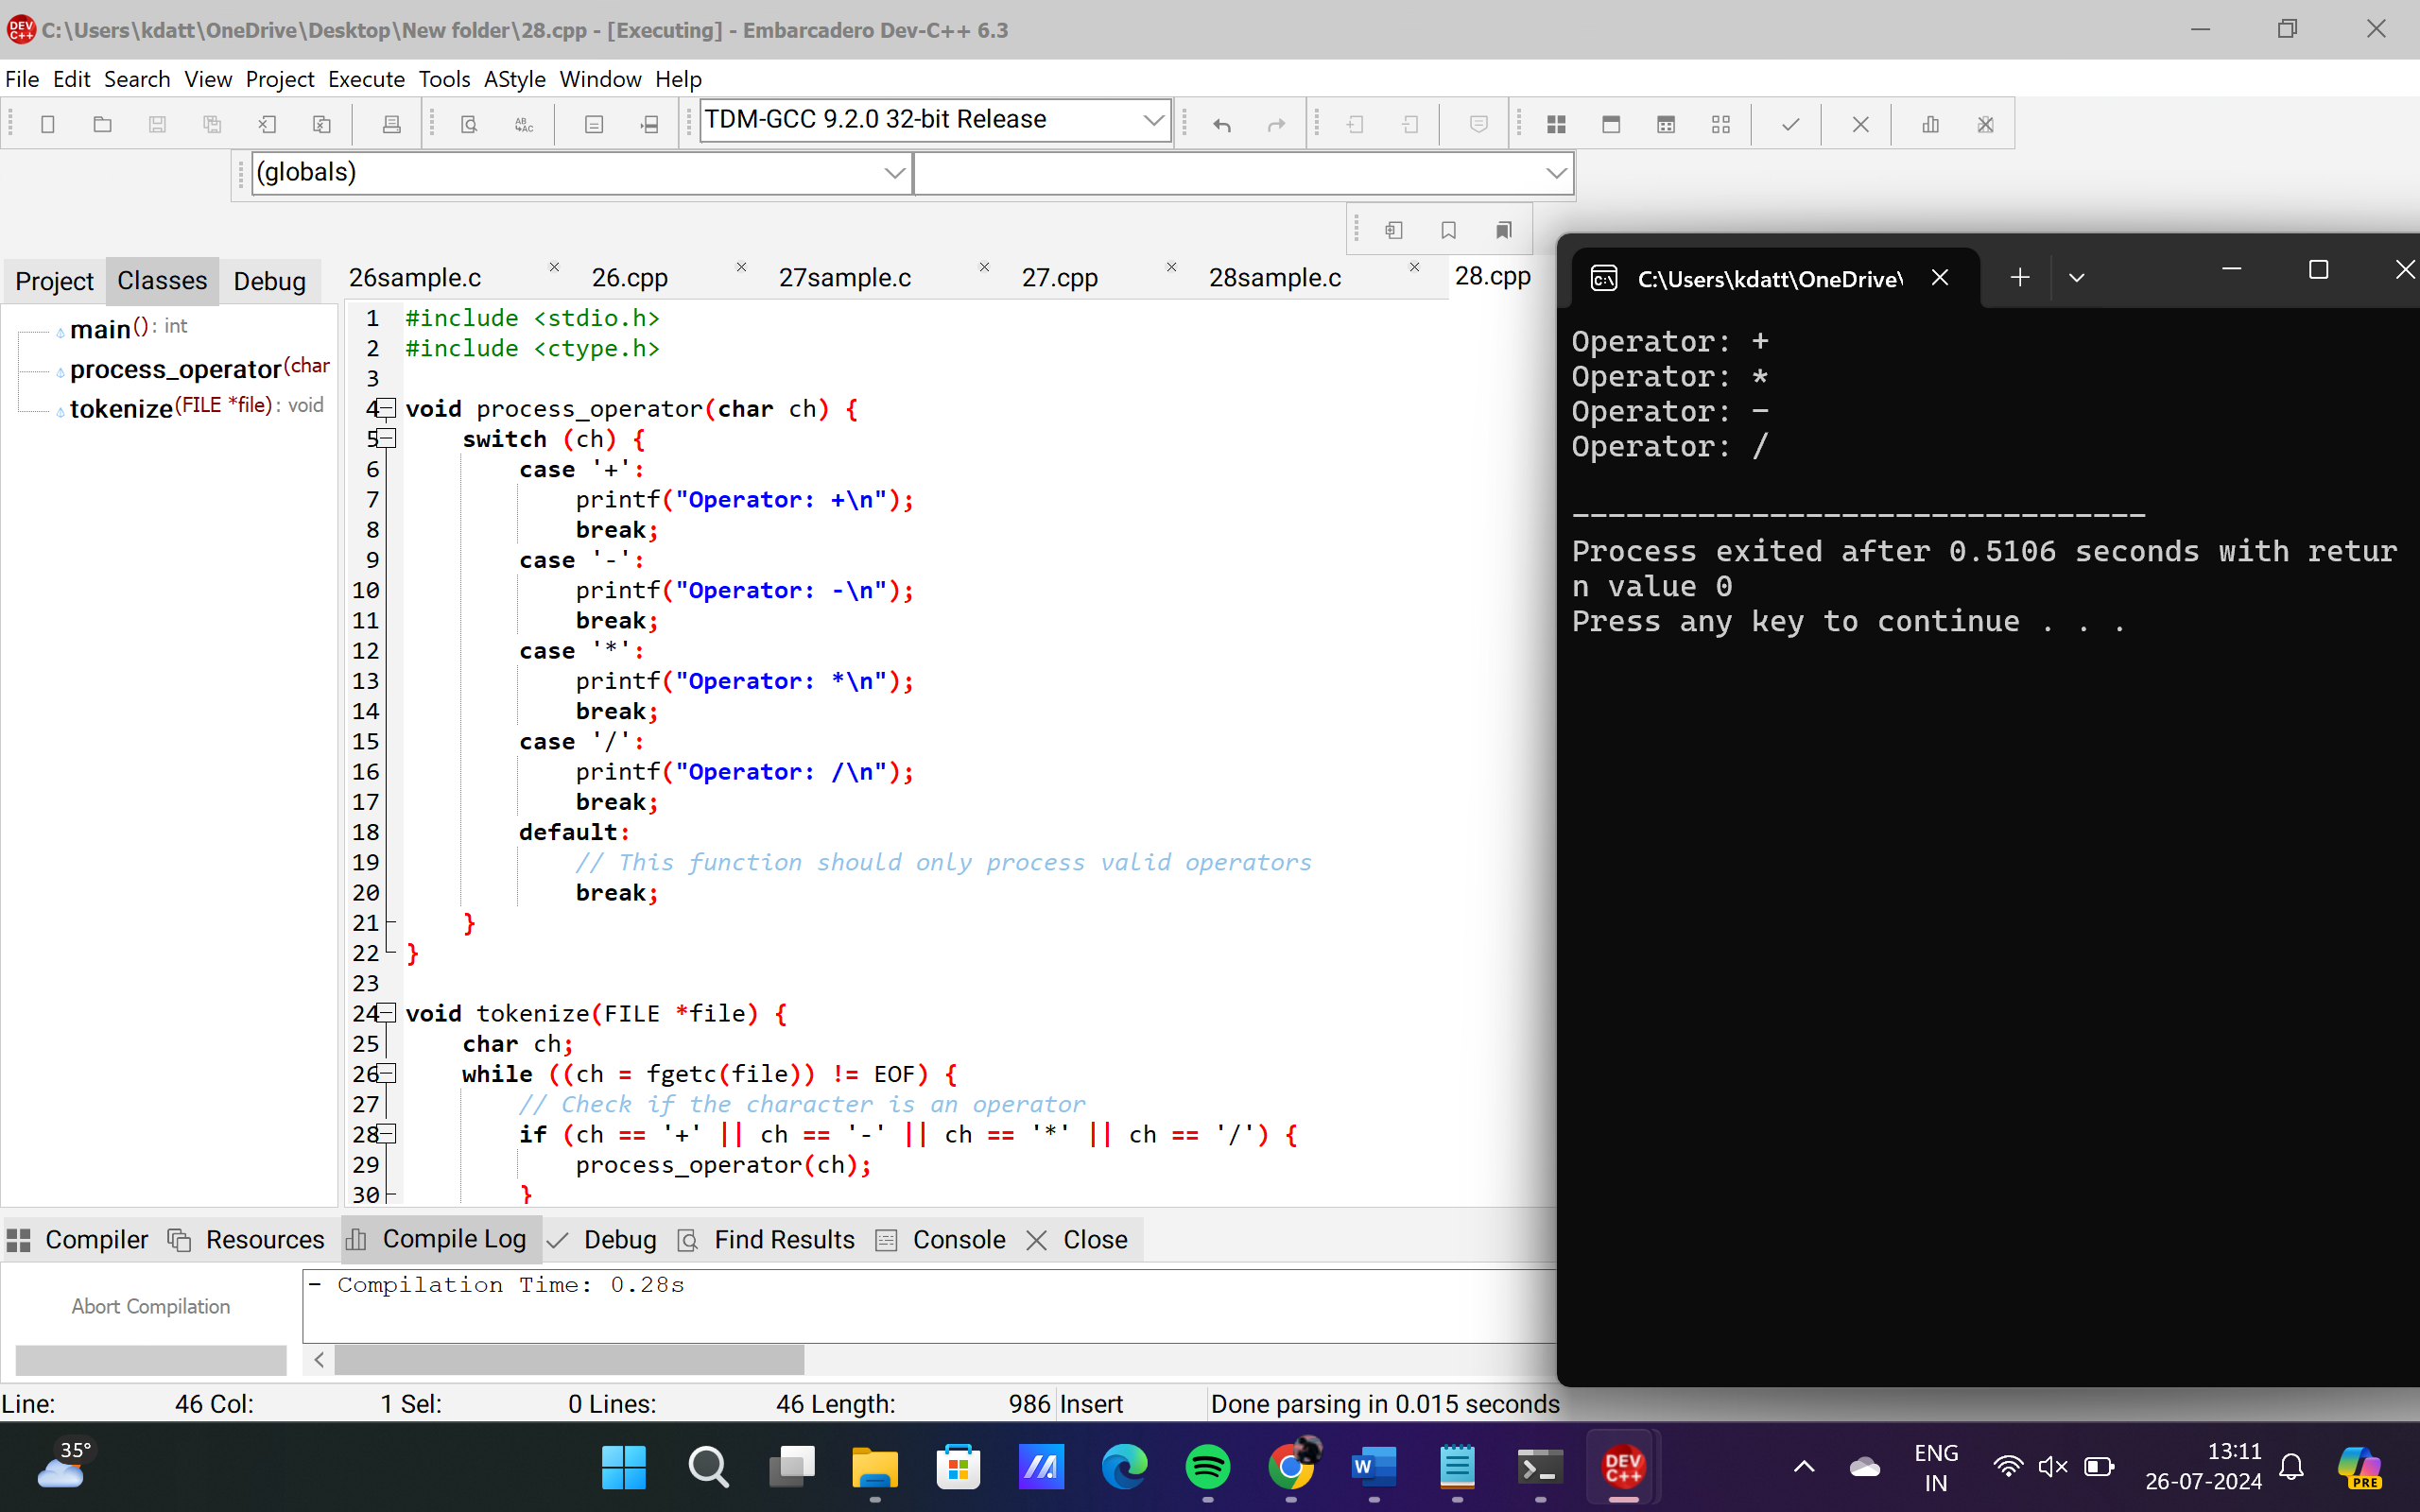 DEV C++ C:\Users\kdatt\OneDrive\Desktop\New folder\28.cpp - [Executing] - Embarcadero Dev-C++ 6.3
File Edit Search View Project Execute Tools AStyle Window Help
TDM-GCC 9.2.0 32-bit Release
(globals)
Project Classes Debug
main() : int
process_operator(char
tokenize(FILE *file) : void
26sample.c 26.cpp 27sample.c 27.cpp 28sample.c 28.cpp
1 #include <stdio.h>
2 #include <ctype.h>
3
4 void process_operator(char ch) {
5     switch (ch) {
6         case '+':
7             printf("Operator: +\n");
8             break;
9         case '-':
10             printf("Operator: -\n");
11             break;
12         case '*':
13             printf("Operator: *\n");
14             break;
15         case '/':
16             printf("Operator: /\n");
17             break;
18         default:
19             // This function should only process valid operators
20             break;
21     }
22 }
23
24 void tokenize(FILE *file) {
25     char ch;
26     while ((ch = fgetc(file)) != EOF) {
27         // Check if the character is an operator
28         if (ch == '+' || ch == '-' || ch == '*' || ch == '/') {
29             process_operator(ch);
30         }
C:\Users\kdatt\OneDrive\
Operator: +
Operator: *
Operator: -
Operator: /
--------------------------------
Process exited after 0.5106 seconds with retur
n value 0
Press any key to continue . . .
Compiler Resources Compile Log Debug Find Results Console Close
Abort Compilation
- Compilation Time: 0.28s
Line: 46 Col: 1 Sel: 0 Lines: 46 Length: 986 Insert Done parsing in 0.015 seconds
35°
W
DEV C++
ENG
IN
13:11
26-07-2024
PRE